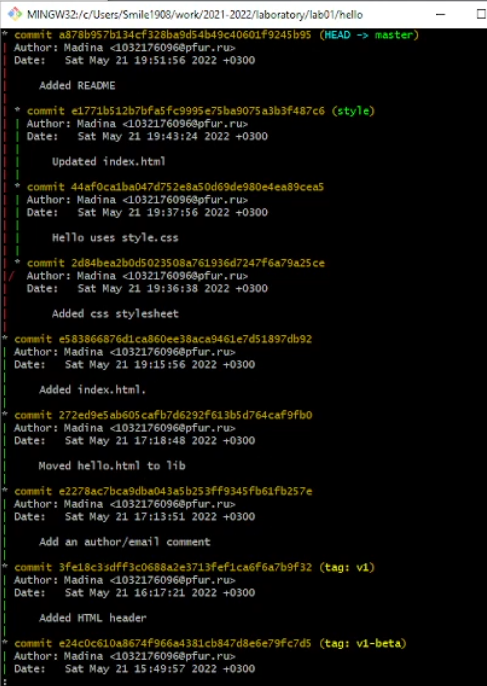 MINGW32:/c/Users/Smile1908/work/2021-2022/laboratory/lab01/hello
* commit a878b957b134cf328ba9d54b49c40601f9245b95 (HEAD -> master)
| Author: Madina <1032176096@pfur.ru>
| Date:   Sat May 21 19:51:56 2022 +0300
|
|     Added README
|
| * commit e1771b512b7bfa5fc9995e75ba9075a3b3f487c6 (style)
| | Author: Madina <1032176096@pfur.ru>
| | Date:   Sat May 21 19:43:24 2022 +0300
| |
| |     Updated index.html
| |
| * commit 44af0ca1ba047d752e8a50d69de980e4ea89cea5
| | Author: Madina <1032176096@pfur.ru>
| | Date:   Sat May 21 19:37:56 2022 +0300
| |
| |     Hello uses style.css
| |
| * commit 2d84bea2b0d5023508a761936d7247f6a79a25ce
|/  Author: Madina <1032176096@pfur.ru>
|   Date:   Sat May 21 19:36:38 2022 +0300
|
|       Added css stylesheet
|
* commit e583866876d1ca860ee38aca9461e7d51897db92
| Author: Madina <1032176096@pfur.ru>
| Date:   Sat May 21 19:15:56 2022 +0300
|
|     Added index.html.
|
* commit 272ed9e5ab605cafb7d6292f613b5d764caf9fb0
| Author: Madina <1032176096@pfur.ru>
| Date:   Sat May 21 17:18:48 2022 +0300
|
|     Moved hello.html to lib
|
* commit e2278ac7bca9dba043a5b253ff9345fb61fb257e
| Author: Madina <1032176096@pfur.ru>
| Date:   Sat May 21 17:13:51 2022 +0300
|
|     Add an author/email comment
|
* commit (tag: v1)
| Author: Madina <1032176096@pfur.ru>
| Date:   Sat May 21 16:17:21 2022 +0300
|
|     Added HTML header
|
* commit e24c0c610a8674f966a4381cb847d8e6e79fc7d5 (tag: v1-beta)
| Author: Madina <1032176096@pfur.ru>
| Date:   Sat May 21 15:49:57 2022 +0300
: